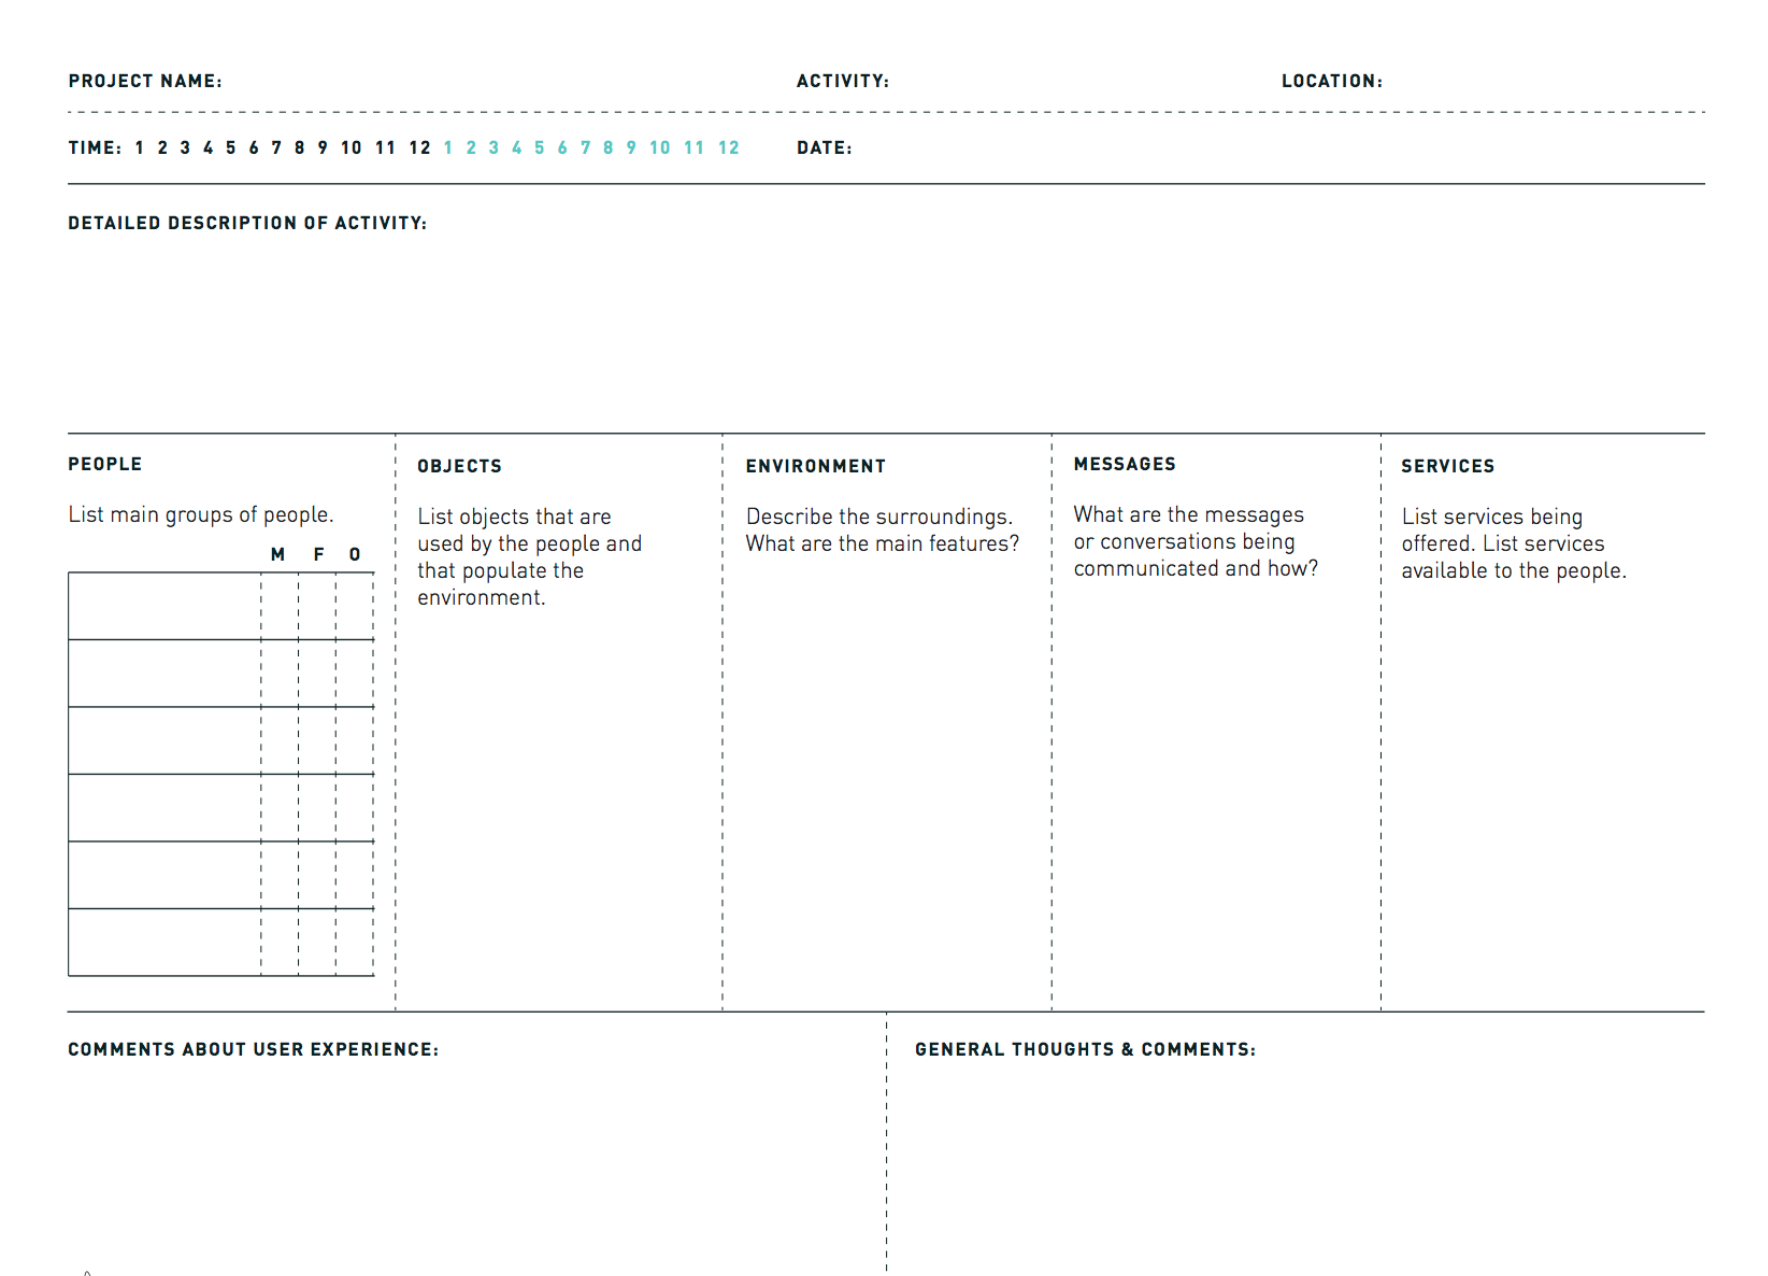 PROJECT NAME:
ACTIVITY:
LOCATION:
TIME: 1 2 3 4 5 6 7 8 9 10 11 12 1 2 3 4 5 6 7 8 9 10 11 12
DATE:
DETAILED DESCRIPTION OF ACTIVITY:
PEOPLE
List main groups of people.
M F O
OBJECTS
List objects that are
used by the people and
that populate the
environment.
ENVIRONMENT
Describe the surroundings.
What are the main features?
MESSAGES
What are the messages
or conversations being
communicated and how?
SERVICES
List services being
offered. List services
available to the people.
COMMENTS ABOUT USER EXPERIENCE:
GENERAL THOUGHTS & COMMENTS: